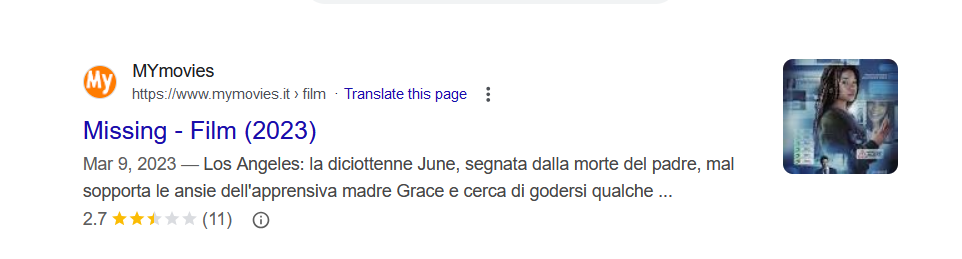 My
MYmovies
https://www.mymovies.it › film · Translate this page
Missing - Film (2023)
Mar 9, 2023 — Los Angeles: la diciottenne June, segnata dalla morte del padre, mal
sopporta le ansie dell'apprensiva madre Grace e cerca di godersi qualche ...
2.7 (11)